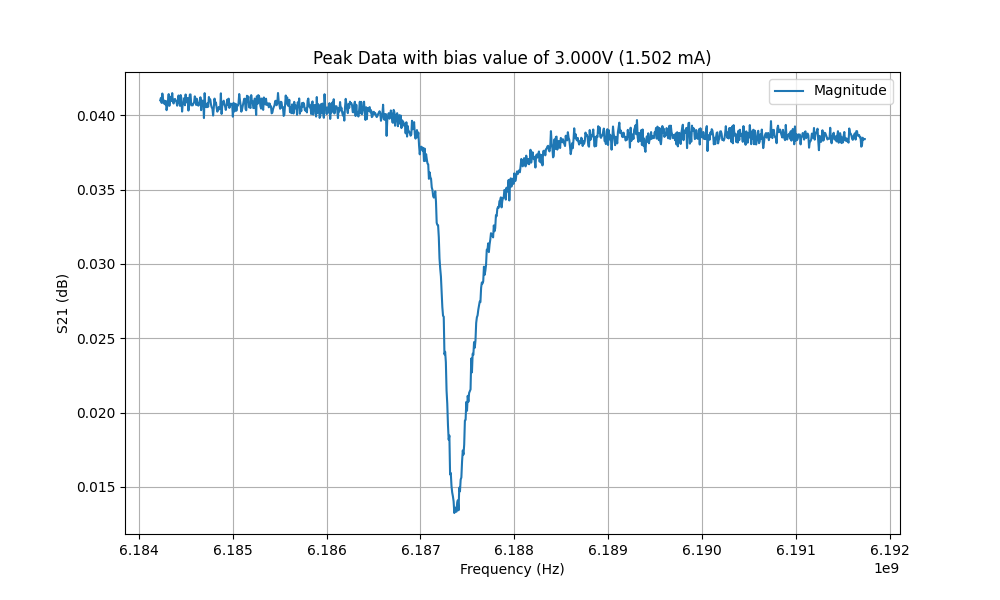 Peak Data with bias value of 3.000V (1.502 mA)
Magnitude
0.040
0.035
0.030
0.025
0.020
0.015
S21 (dB)
6.184 6.185 6.186 6.187 6.188 6.189 6.190 6.191 6.192
1e9
Frequency (Hz)